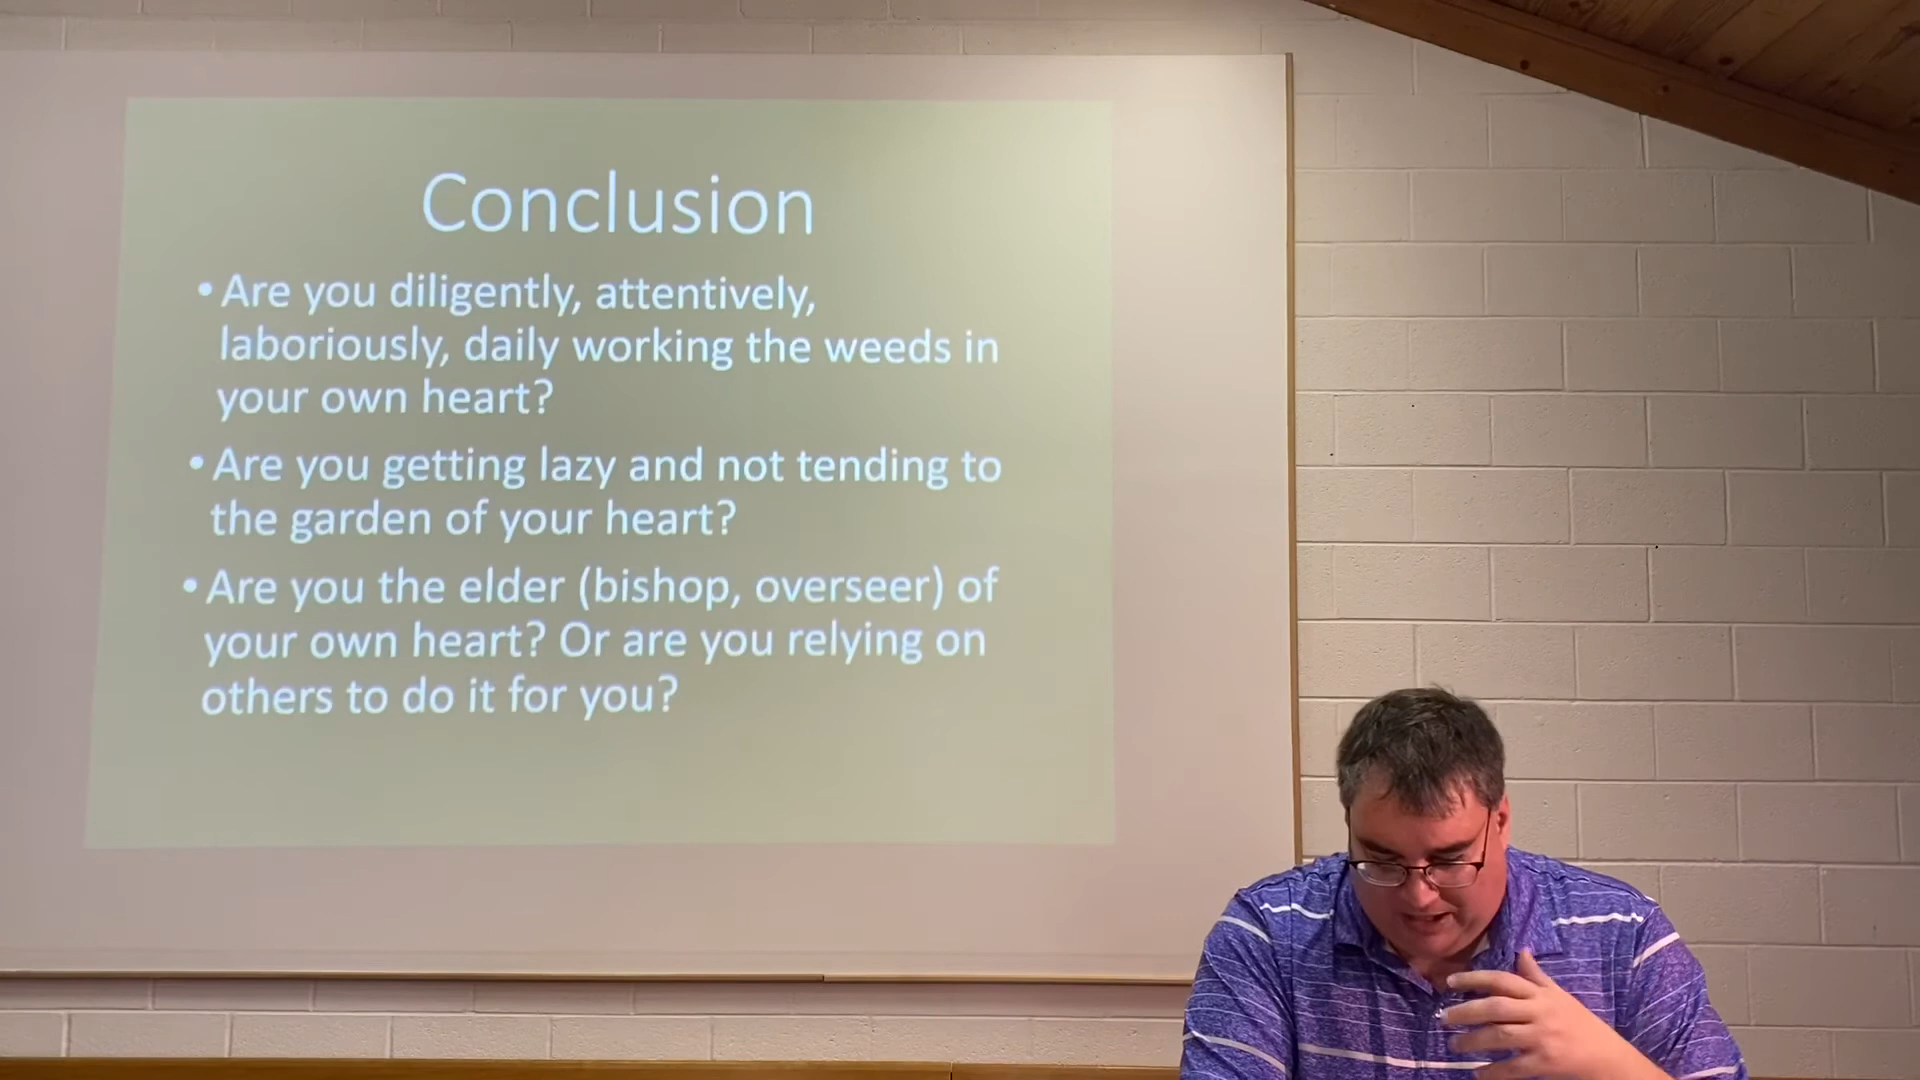 Conclusion
• Are you diligently, attentively,
laboriously, daily working the weeds in
your own heart?
• Are you getting lazy and not tending to
the garden of your heart?
• Are you the elder (bishop, overseer) of
your own heart? Or are you relying on
others to do it for you?